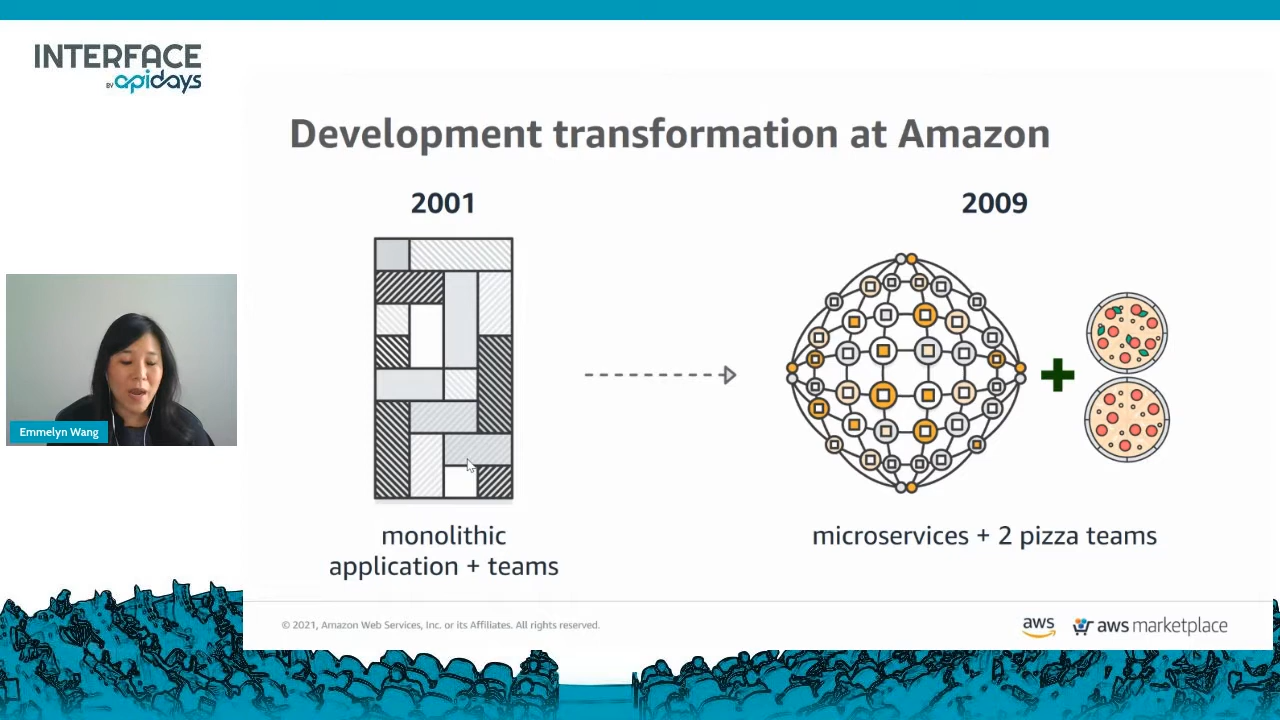 INTERFACE
BY apidays
Development transformation at Amazon
2001
2009
monolithic
application + teams
microservices + 2 pizza teams
Emmelyn Wang
© 2021, Amazon Web Services, Inc. or its Affiliates. All rights reserved.
aws
aws marketplace